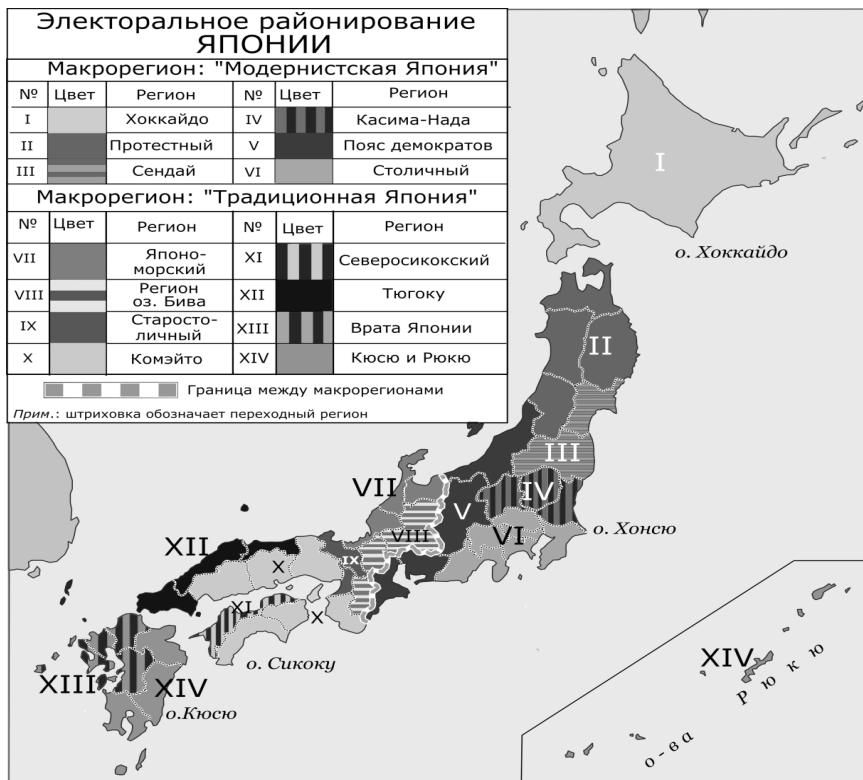 Электоральное районирование
ЯПОНИИ
Макрорегион: "Модернистская Япония"
№ Цвет Регион № Цвет Регион
I Хоккайдо IV Касима-Нада
II Протестный V Пояс демократов
III Сендай VI Столичный
Макрорегион: "Традиционная Япония"
№ Цвет Регион № Цвет Регион
VII Японо-
морский XI Северосикокский
VIII Регион
оз. Бива XII Тюгоку
IX Старосто-
личный XIII Врата Японии
X Комэйто XIV Кюсю и Рюкю
Граница между макрорегионами
Прим.: штриховка обозначает переходный регион
I
о. Хоккайдо
II
III
IV
VII
V
о. Хонсю
VI
VIII
XII
IX
X
XI
X
о. Сикоку
XIII
XIV
о.Кюсю
XIV
о-ва Рюкю